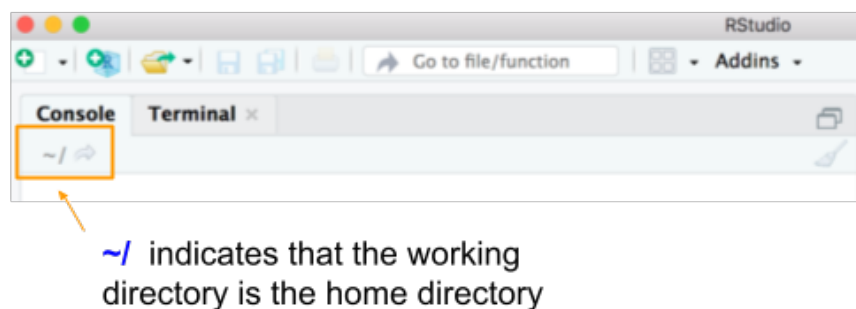 RStudio
Go to file/function
Addins
Console Terminal ×
~/
~/ indicates that the working
directory is the home directory